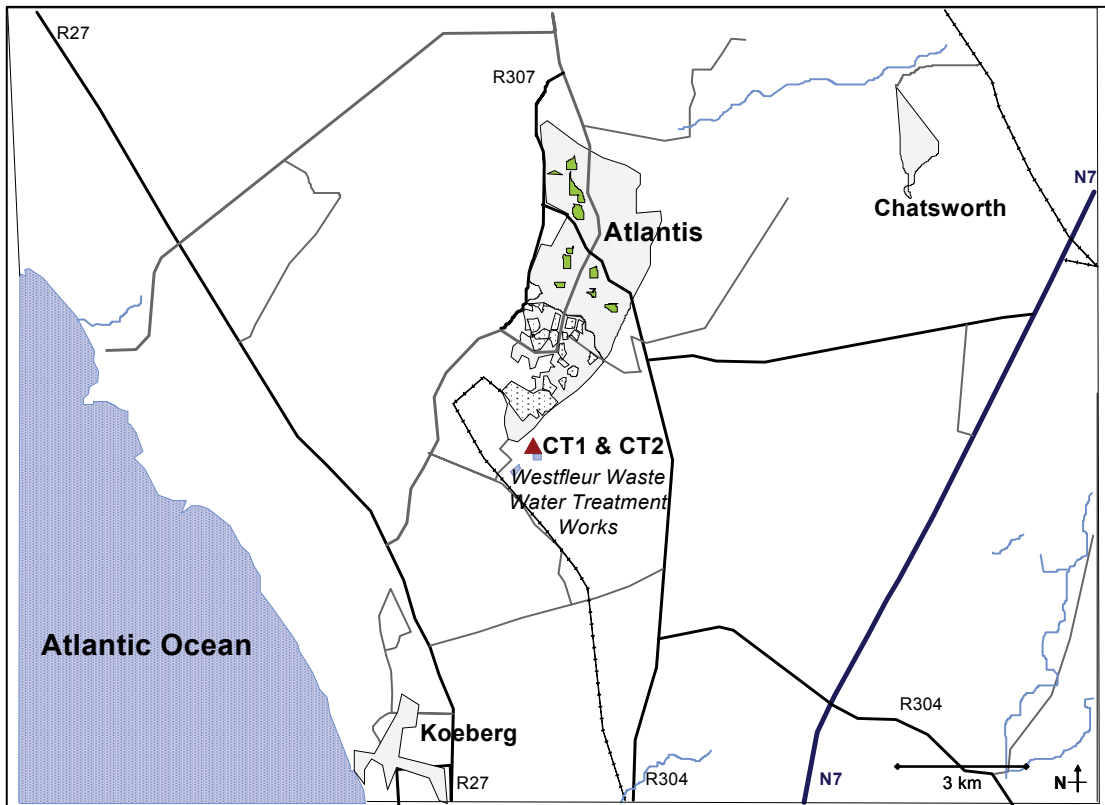 R27
R307
N7
Chatsworth
Atlantis
CT1 & CT2
Westfleur Waste
Water Treatment
Works
Atlantic Ocean
R304
Koeberg
R27
R304
N7
3 km
N